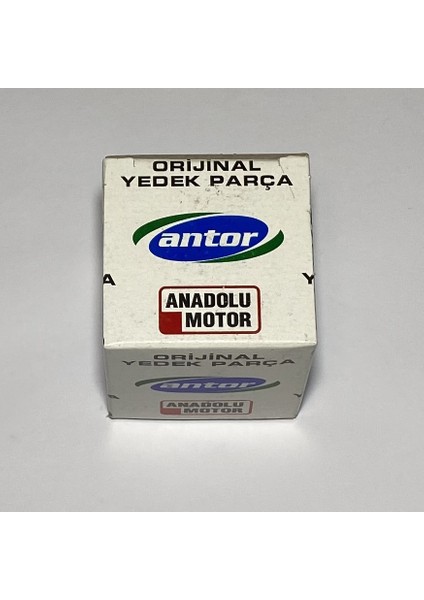 ORİJİNAL
YEDEK PARÇA
antor
ANADOLU
MOTOR
ORİJİNAL
YEDEK PARÇA
antor
ANADOLU
MOTOR